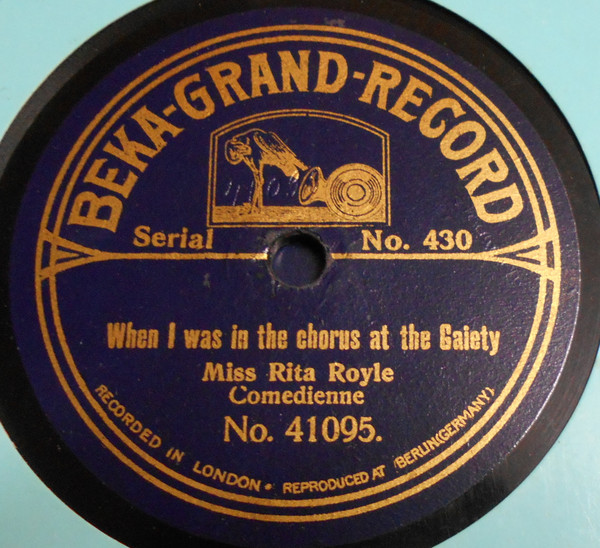 BEKA-GRAND-RECORD
Serial No. 430
When I was in the chorus at the Gaiety
Miss Rita Royle
Comedienne
No. 41095.
RECORDED IN LONDON • REPRODUCED AT BERLIN (GERMANY)